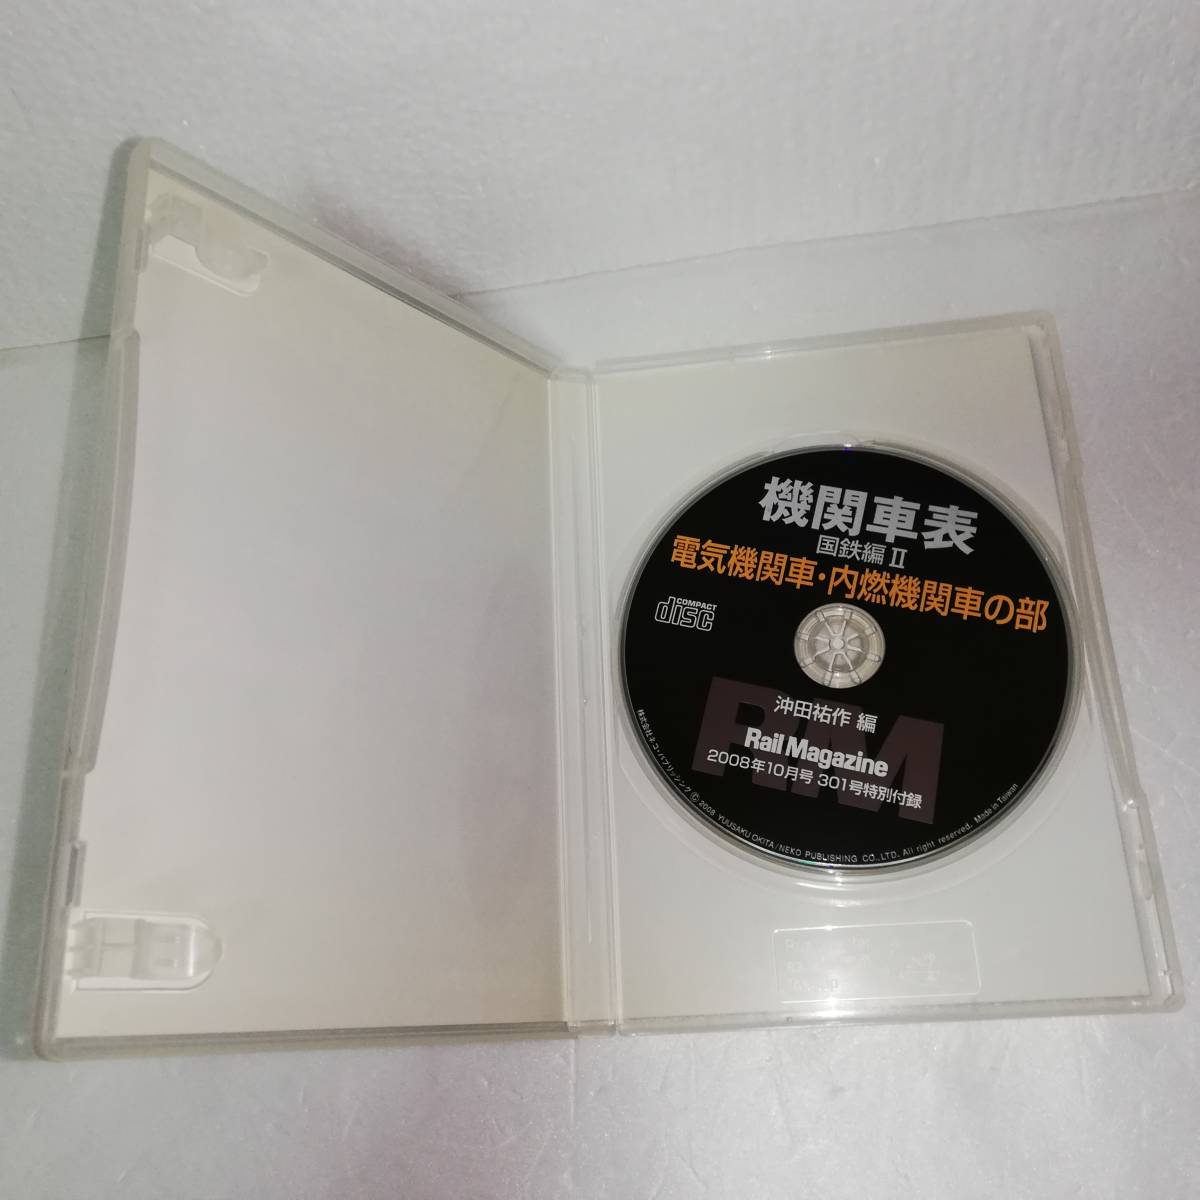 機関車表
国鉄編 II
電気機関車・内燃機関車の部
COMPACT
disc
RM
沖田祐作 編
Rail Magazine
2008年10月号 301号特別付録
株式会社ネコ・パブリッシング © 2008 YUUSAKU OKITA/NEKO PUBLISHING CO.,LTD. All right reserved. Made in Taiwan